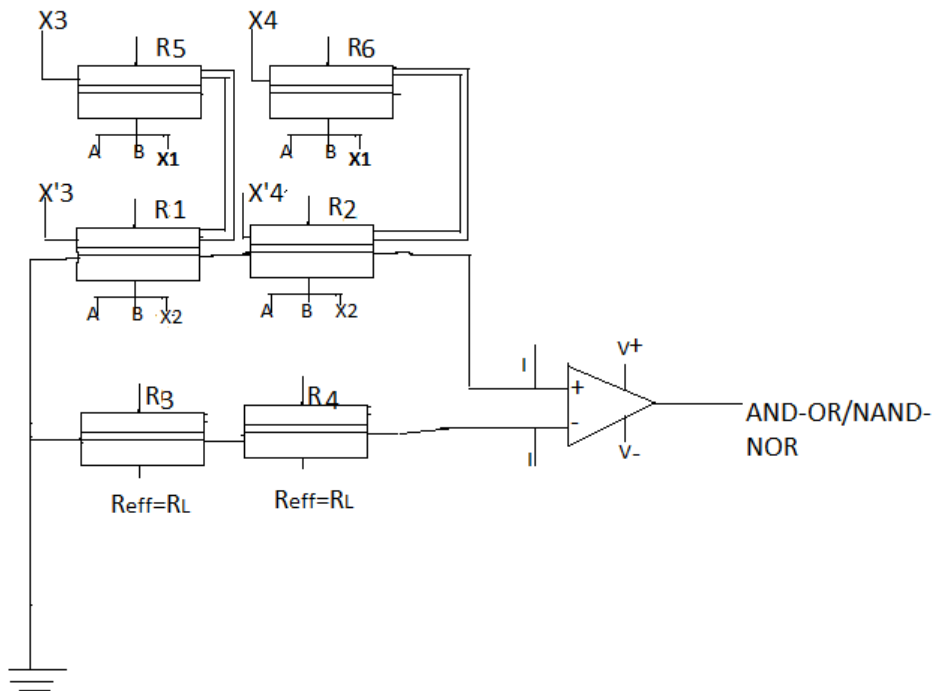 X3
R5
X4
R6
A B X1
A B X1
X'3
R1
X'4
R2
A B X2
A B X2
I
V+
+
-
AND-OR/NAND-
NOR
I
V-
R3
R4
Reff=RL
Reff=RL